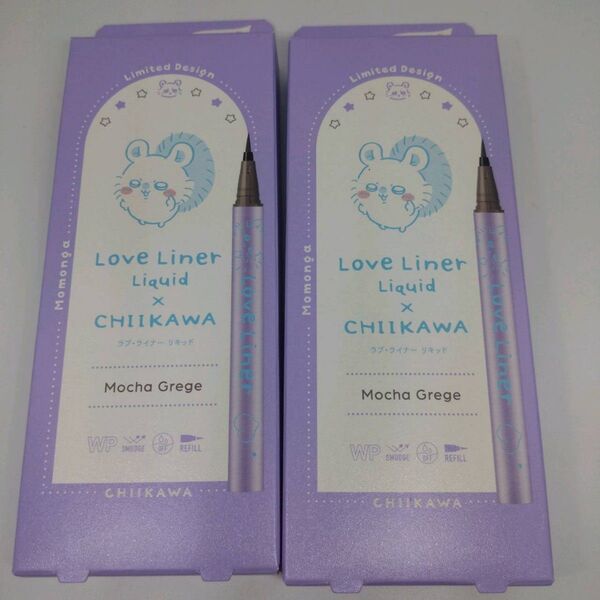 Limited Design
Momonga
Love Liner
Liquid
×
CHIIKAWA
ラブ・ライナー リキッド
Mocha Grege
WP
SMUDGE
OFF
REFILL
Love Liner
CHIIKAWA
Limited Design
Momonga
Love Liner
Liquid
×
CHIIKAWA
ラブ・ライナー リキッド
Mocha Grege
WP
SMUDGE
OFF
REFILL
Love Liner
CHIIKAWA